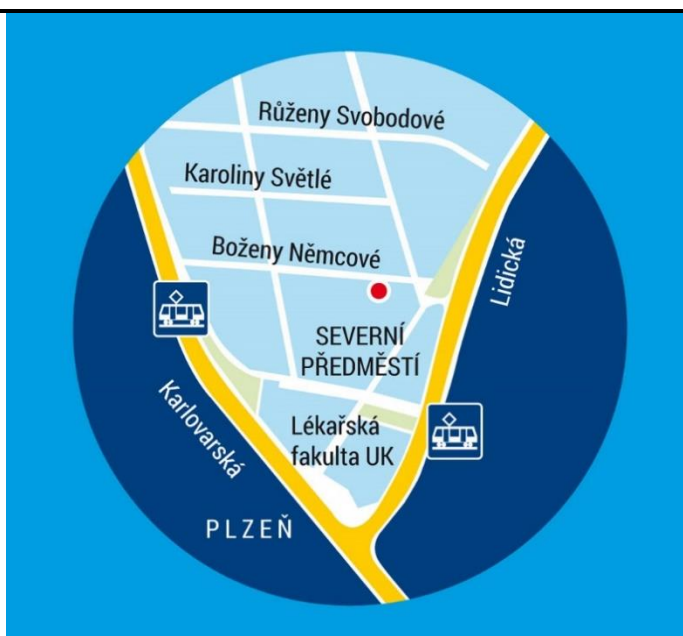 Růženy Svobodové
Karoliny Světlé
Boženy Němcové
Lidická
SEVERNÍ
PŘEDMĚSTÍ
Karlovarská
Lékařská
fakulta UK
PLZEŇ